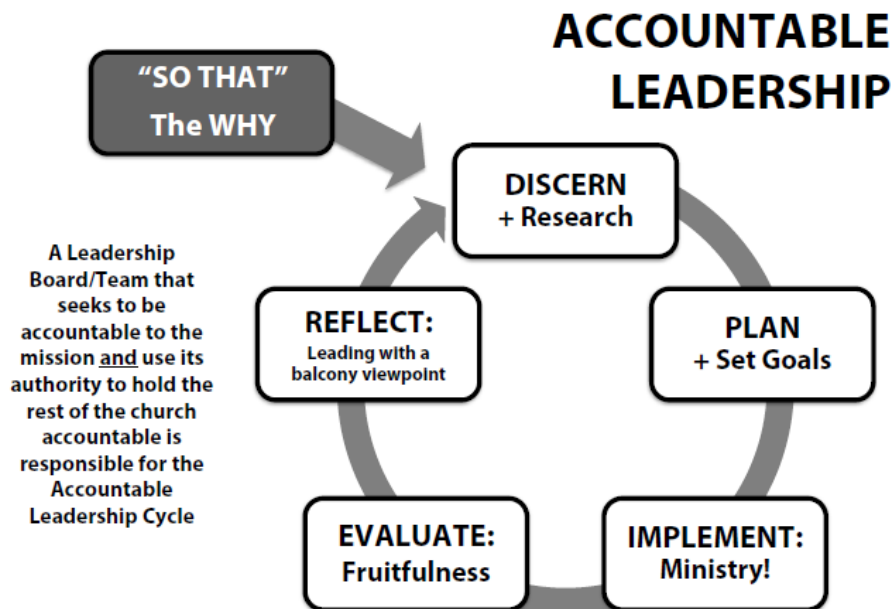 ACCOUNTABLE
LEADERSHIP
“SO THAT”
The WHY
DISCERN
+ Research
PLAN
+ Set Goals
IMPLEMENT:
Ministry!
EVALUATE:
Fruitfulness
REFLECT:
Leading with a
balcony viewpoint
A Leadership
Board/Team that
seeks to be
accountable to the
mission and use its
authority to hold the
rest of the church
accountable is
responsible for the
Accountable
Leadership Cycle